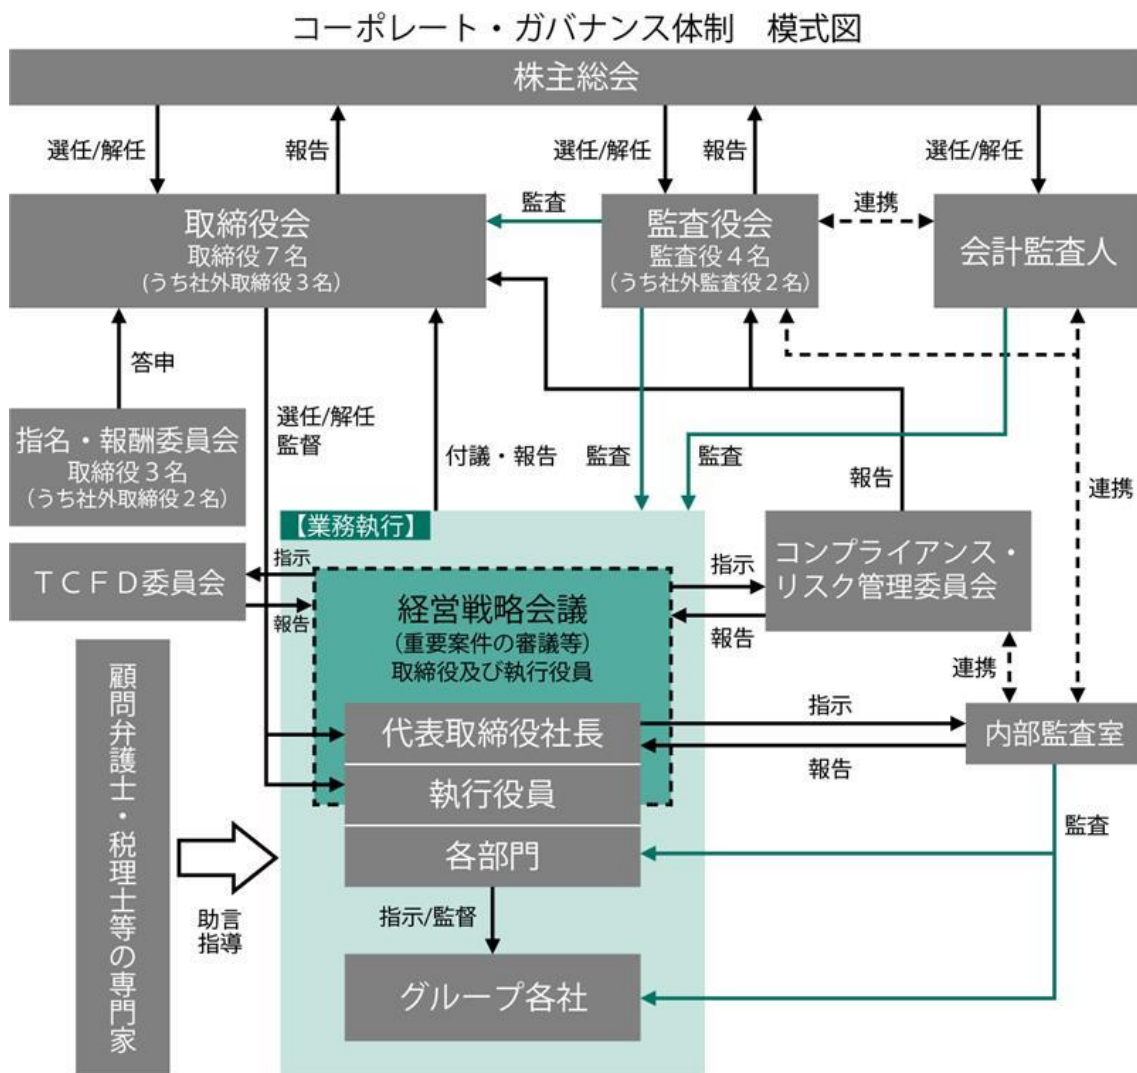 コーポレート・ガバナンス体制　模式図
株主総会
選任/解任
報告
選任/解任
報告
選任/解任
取締役会
取締役７名
(うち社外取締役３名)
監査
監査役会
監査役４名
(うち社外監査役２名)
連携
会計監査人
答申
指名・報酬委員会
取締役３名
(うち社外取締役２名)
選任/解任
監督
付議・報告
監査
監査
報告
連携
【業務執行】
ＴＣＦＤ委員会
指示
報告
経営戦略会議
(重要案件の審議等)
取締役及び執行役員
指示
報告
コンプライアンス・
リスク管理委員会
連携
代表取締役社長
執行役員
各部門
指示
報告
内部監査室
監査
顧問弁護士・税理士等の専門家
助言
指導
指示/監督
グループ各社